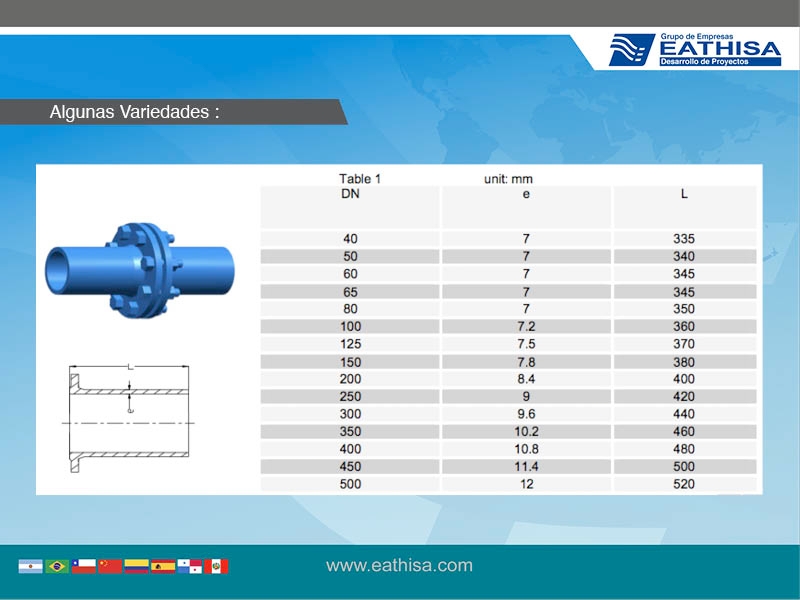 Grupo de Empresas
EATHISA
Desarrollo de Proyectos
Algunas Variedades :
Table 1 unit: mm
DN e L
40 7 335
50 7 340
60 7 345
65 7 345
80 7 350
100 7.2 360
125 7.5 370
150 7.8 380
200 8.4 400
250 9 420
300 9.6 440
350 10.2 460
400 10.8 480
450 11.4 500
500 12 520
L
e
www.eathisa.com